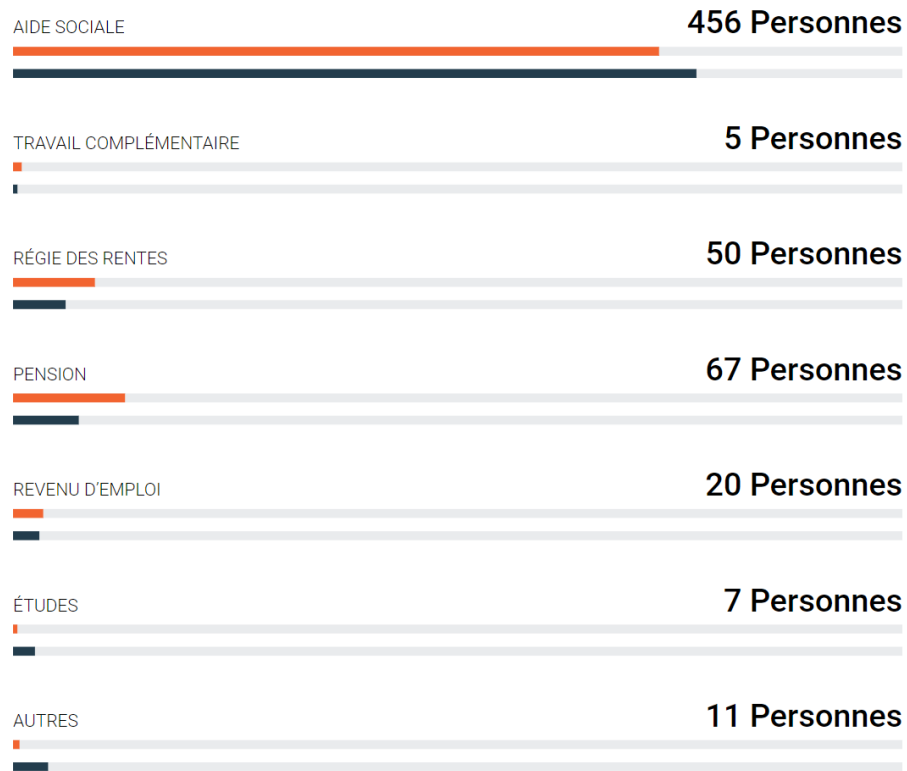 AIDE SOCIALE 456 Personnes
TRAVAIL COMPLÉMENTAIRE 5 Personnes
RÉGIE DES RENTES 50 Personnes
PENSION 67 Personnes
REVENU D’EMPLOI 20 Personnes
ÉTUDES 7 Personnes
AUTRES 11 Personnes